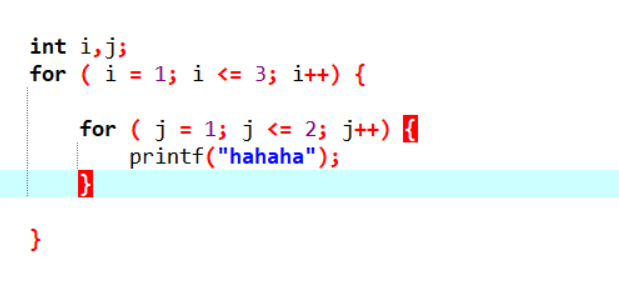 int i,j;
for ( i = 1; i <= 3; i++) {
for ( j = 1; j <= 2; j++) {
printf("hahaha");
}
}